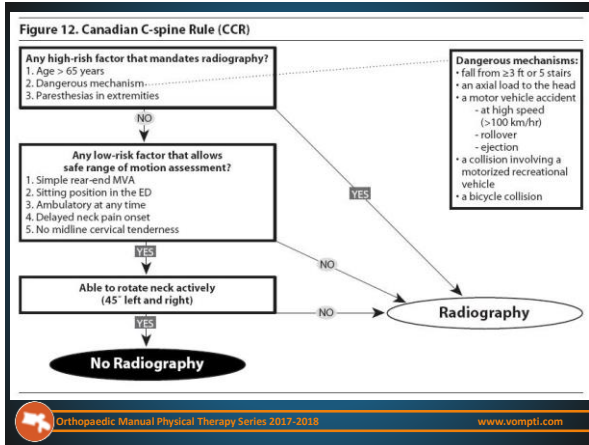 Figure 12. Canadian C-spine Rule (CCR)
Any high-risk factor that mandates radiography?
1. Age > 65 years
2. Dangerous mechanism
3. Paresthesias in extremities
Dangerous mechanisms:
• fall from ≥3 ft or 5 stairs
• an axial load to the head
• a motor vehicle accident
- at high speed
(>100 km/hr)
- rollover
- ejection
• a collision involving a
motorized recreational
vehicle
• a bicycle collision
NO
YES
Any low-risk factor that allows
safe range of motion assessment?
1. Simple rear-end MVA
2. Sitting position in the ED
3. Ambulatory at any time
4. Delayed neck pain onset
5. No midline cervical tenderness
YES
NO
Able to rotate neck actively
(45˚ left and right)
NO
Radiography
YES
No Radiography
Orthopaedic Manual Physical Therapy Series 2017-2018
www.vompti.com